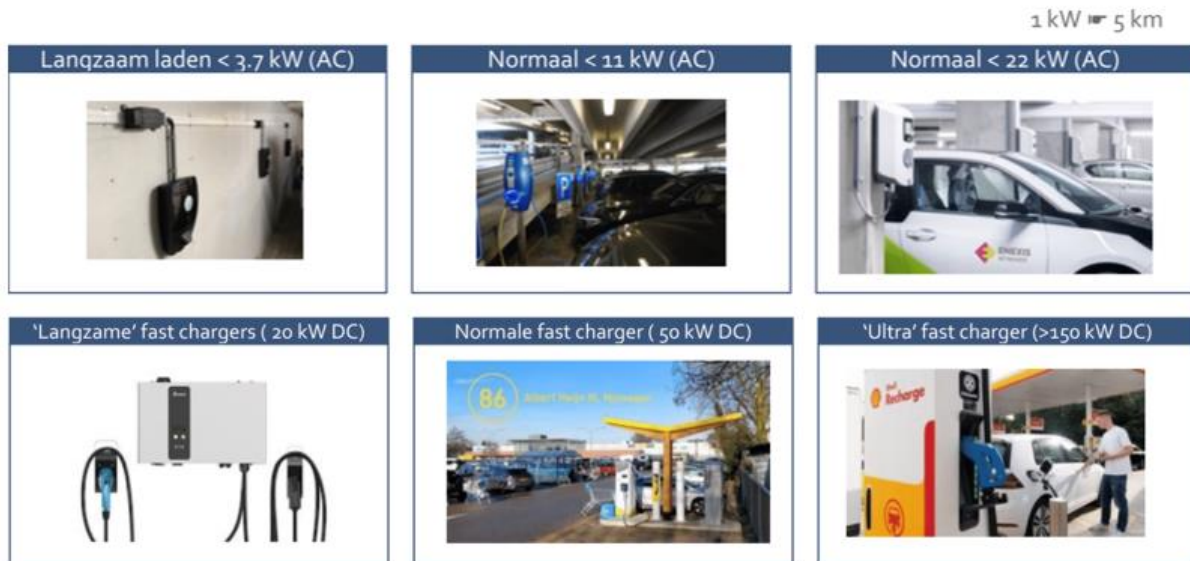 1 kW ☛ 5 km
Langzaam laden < 3.7 kW (AC)
Normaal < 11 kW (AC)
Normaal < 22 kW (AC)
P
ENEXIS
'Langzame' fast chargers ( 20 kW DC)
Normale fast charger ( 50 kW DC)
'Ultra' fast charger (>150 kW DC)
86
Shell
Recharge